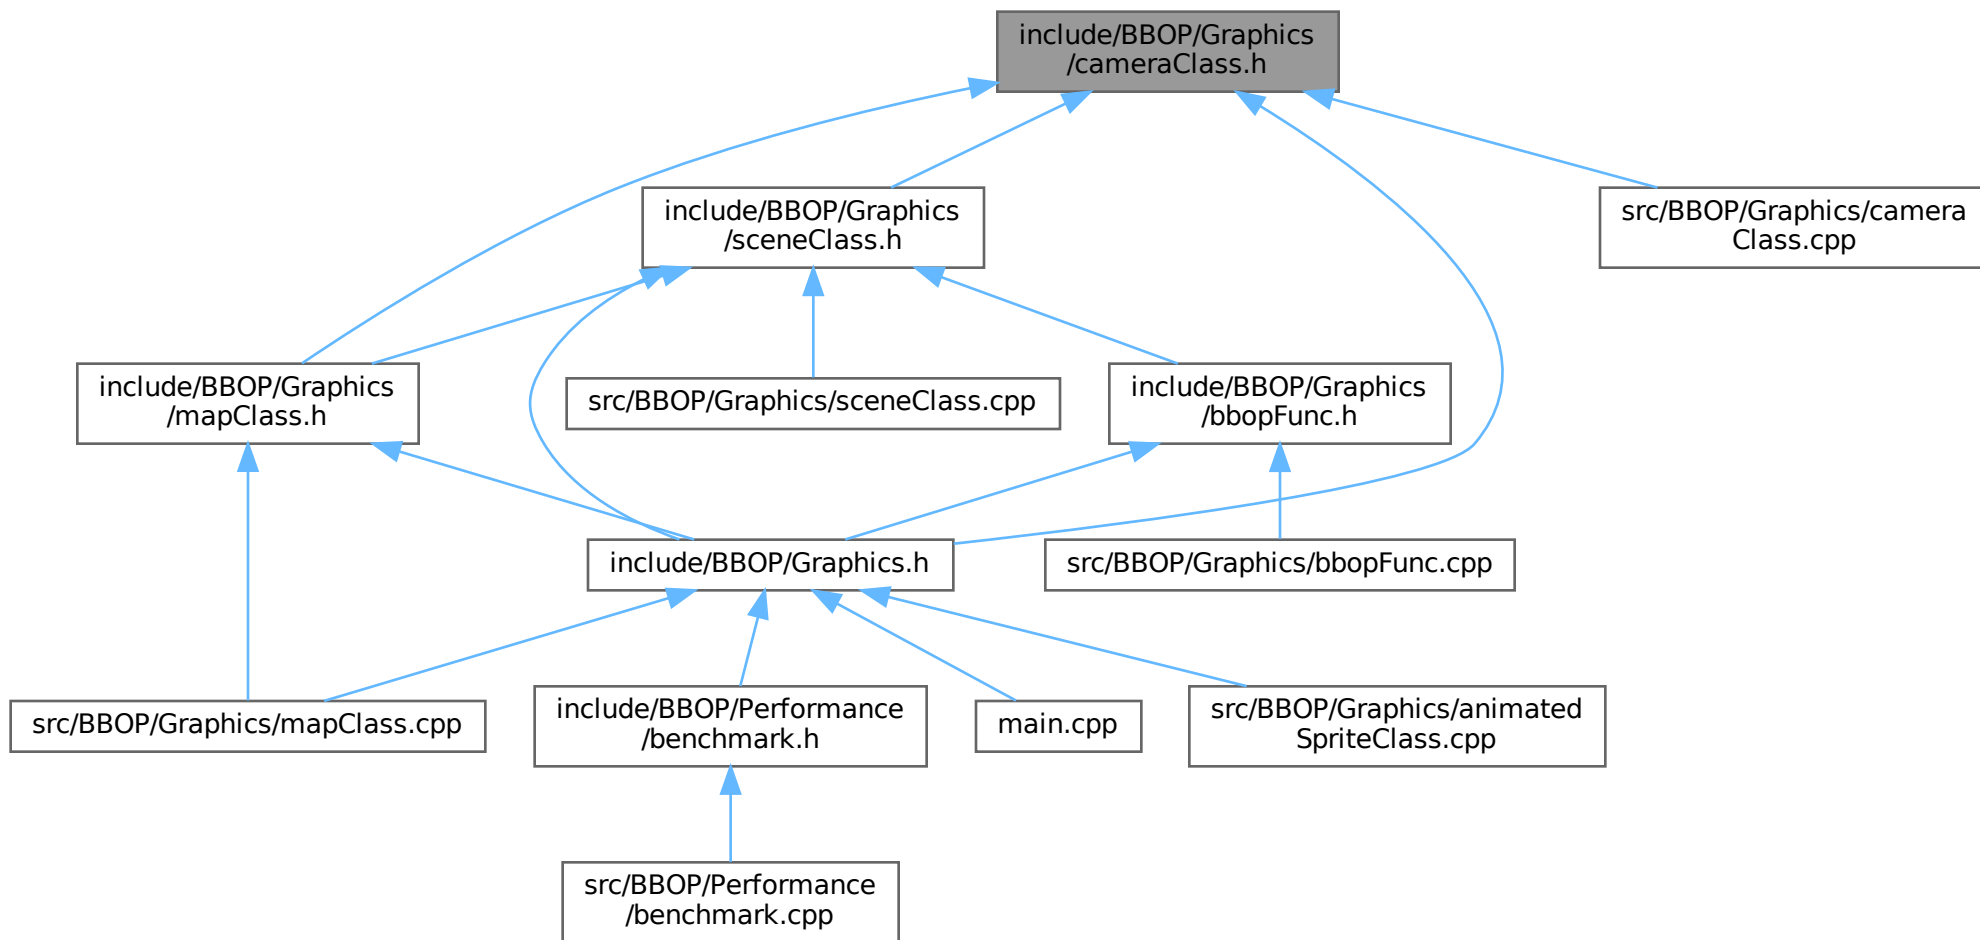 include/BBOP/Graphics
/cameraClass.h
include/BBOP/Graphics
/sceneClass.h
src/BBOP/Graphics/camera
Class.cpp
include/BBOP/Graphics
/mapClass.h
src/BBOP/Graphics/sceneClass.cpp
include/BBOP/Graphics
/bbopFunc.h
include/BBOP/Graphics.h
src/BBOP/Graphics/bbopFunc.cpp
src/BBOP/Graphics/mapClass.cpp
include/BBOP/Performance
/benchmark.h
main.cpp
src/BBOP/Graphics/animated
SpriteClass.cpp
src/BBOP/Performance
/benchmark.cpp